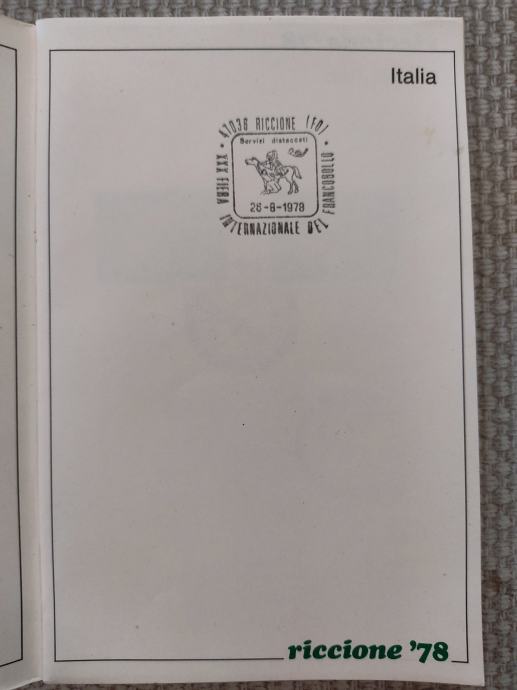 Italia
47036 RICCIONE (FO)
Servizi distaccati
26-8-1978
XXX FIERA INTERNAZIONALE DEL FRANCOBOLLO
riccione '78